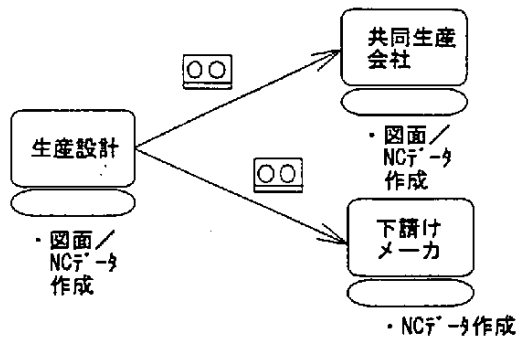 共同生産
会社
・図面／
NCﾃﾞｰﾀ
作成
生産設計
・図面／
NCﾃﾞｰﾀ
作成
下請け
メーカ
・NCﾃﾞｰﾀ作成